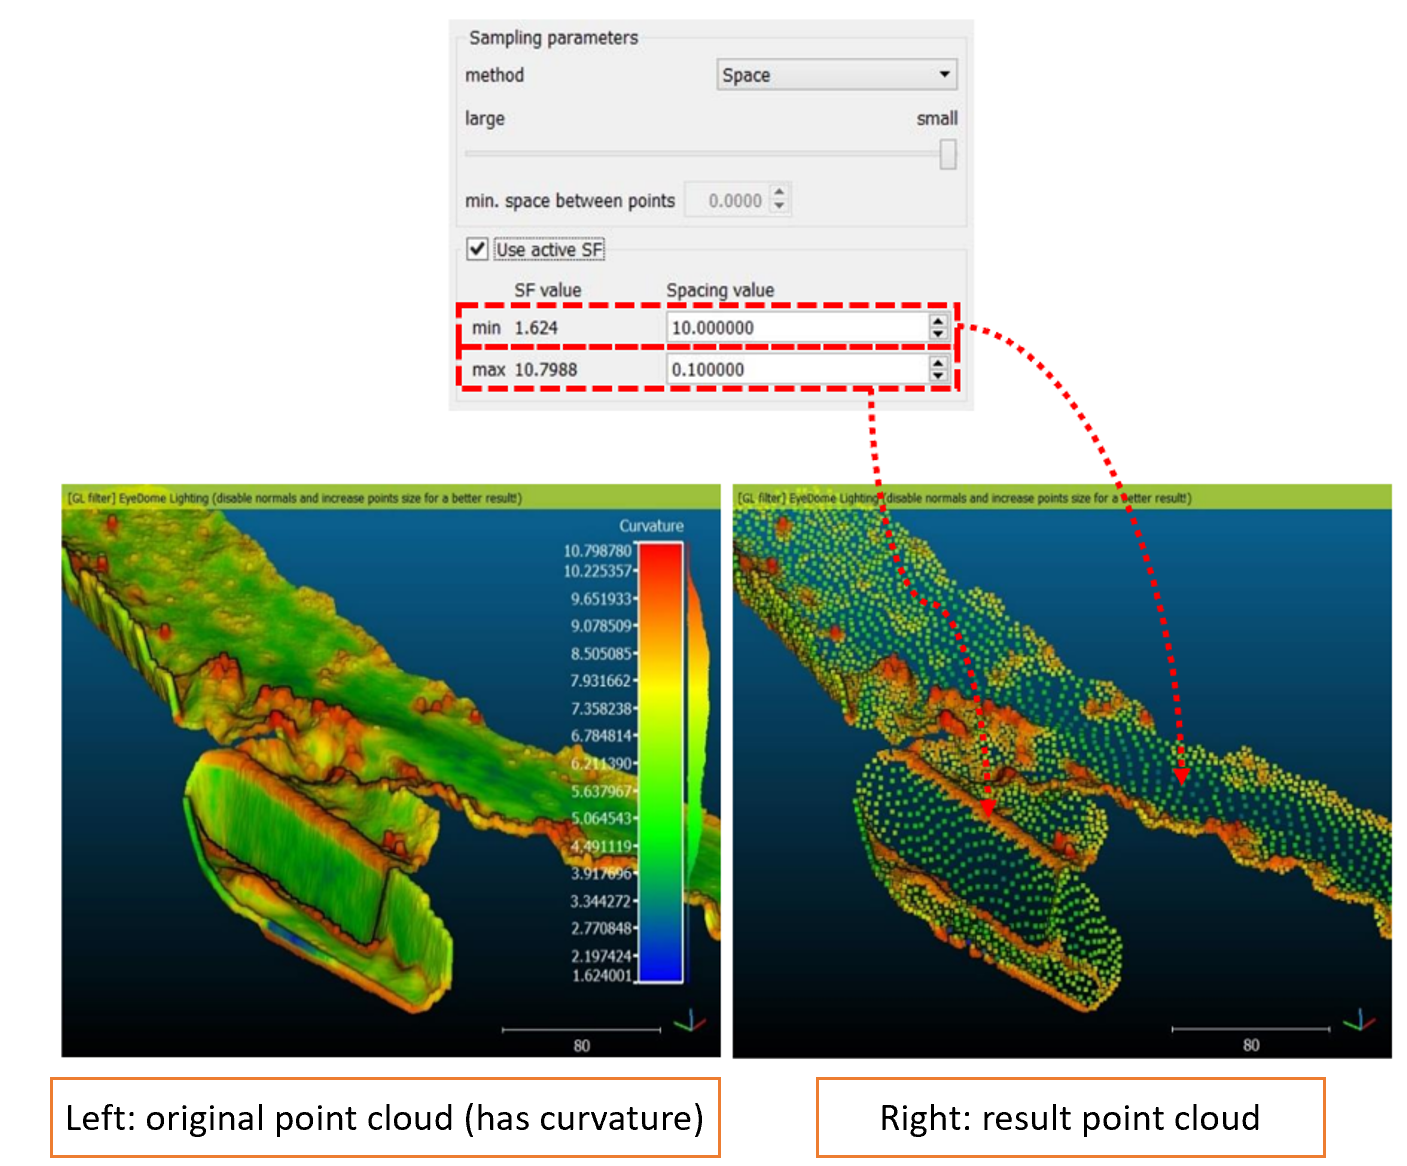 Sampling parameters
method Space
large small
min. space between points 0.0000
Use active SF
SF value Spacing value
min 1.624 10.000000
max 10.7988 0.100000
[GL filter] EyeDome Lighting (disable normals and increase points size for a better result!)
Curvature
10.798780
10.225357
9.651933
9.078509
8.505085
7.931662
7.358238
6.784814
6.211390
5.637967
5.064543
4.491119
3.917696
3.344272
2.770848
2.197424
1.624001
80
[GL filter] EyeDome Lighting (disable normals and increase points size for a better result!)
80
Left: original point cloud (has curvature)
Right: result point cloud